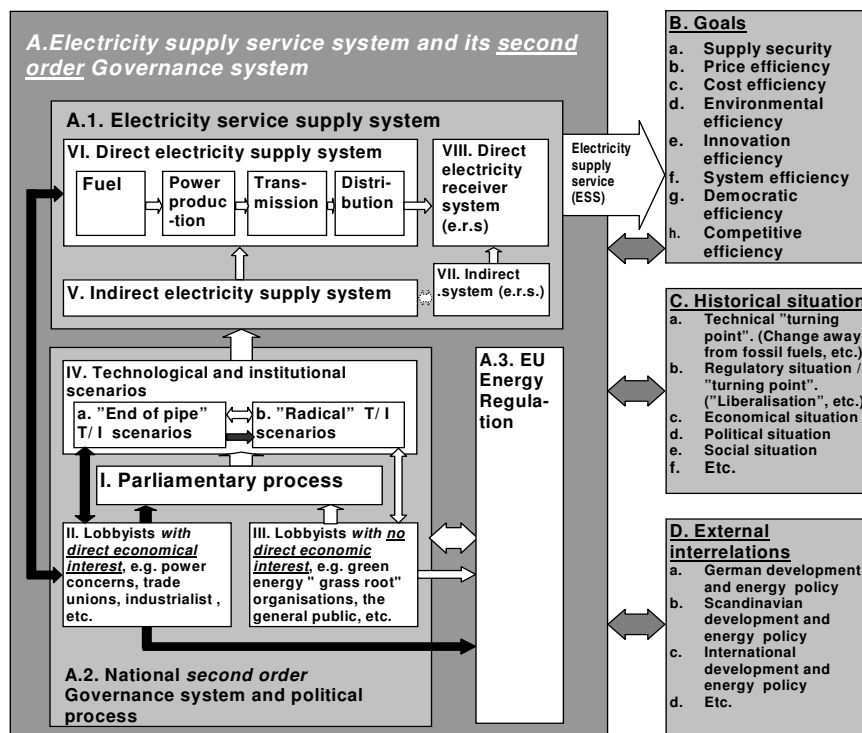 A.Electricity supply service system and its second
order Governance system
A.1. Electricity service supply system
VI. Direct electricity supply system
Fuel
Power
produc
-tion
Trans-
mission
Distri-
bution
VIII. Direct
electricity
receiver
system
(e.r.s)
V. Indirect electricity supply system
VII. Indirect
.system (e.r.s.)
Electricity
supply
service
(ESS)
IV. Technological and institutional
scenarios
a. ”End of pipe”
T/ I scenarios
b. ”Radical” T/ I
scenarios
I. Parliamentary process
II. Lobbyists with
direct economical
interest, e.g. power
concerns, trade
unions, industrialist ,
etc.
III. Lobbyists with no
direct economic
interest, e.g. green
energy " grass root"
organisations, the
general public, etc.
A.2. National second order
Governance system and political
process
A.3. EU
Energy
Regula-
tion
B. Goals
a. Supply security
b. Price efficiency
c. Cost efficiency
d. Environmental
efficiency
e. Innovation
efficiency
f. System efficiency
g. Democratic
efficiency
h. Competitive
efficiency
C. Historical situation
a. Technical ”turning
point”. (Change away
from fossil fuels, etc.)
b. Regulatory situation /
”turning point”.
(”Liberalisation”, etc.)
c. Economical situation
d. Political situation
e. Social situation
f. Etc.
D. External
interrelations
a. German development
and energy policy
b. Scandinavian
development and
energy policy
c. International
development and
energy policy
d. Etc.